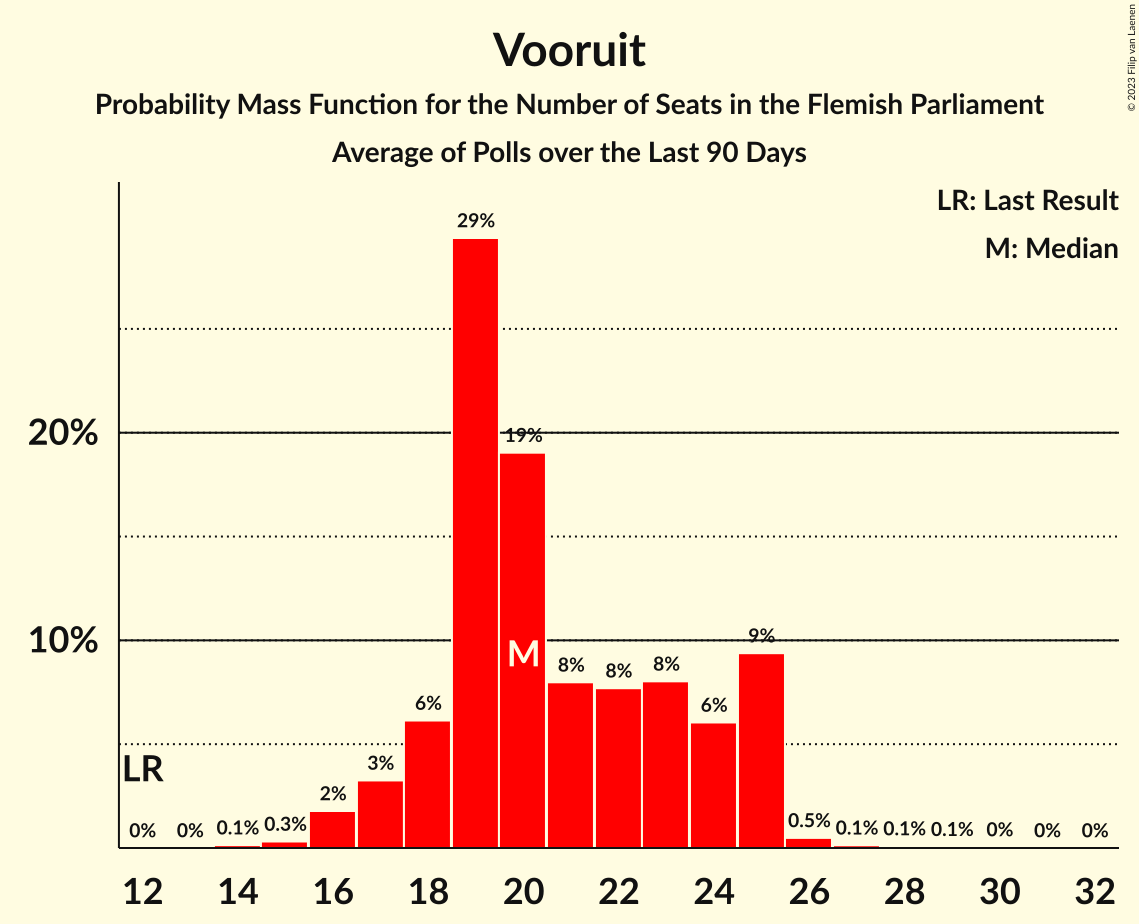 Vooruit
Probability Mass Function for the Number of Seats in the Flemish Parliament
Average of Polls over the Last 90 Days
© 2023 Filip van Laenen
LR: Last Result
M: Median
20%
10%
LR
M
0%
0%
0.1%
0.3%
2%
3%
6%
29%
19%
8%
8%
8%
6%
9%
0.5%
0.1%
0.1%
0.1%
0%
0%
0%
12 14 16 18 20 22 24 26 28 30 32